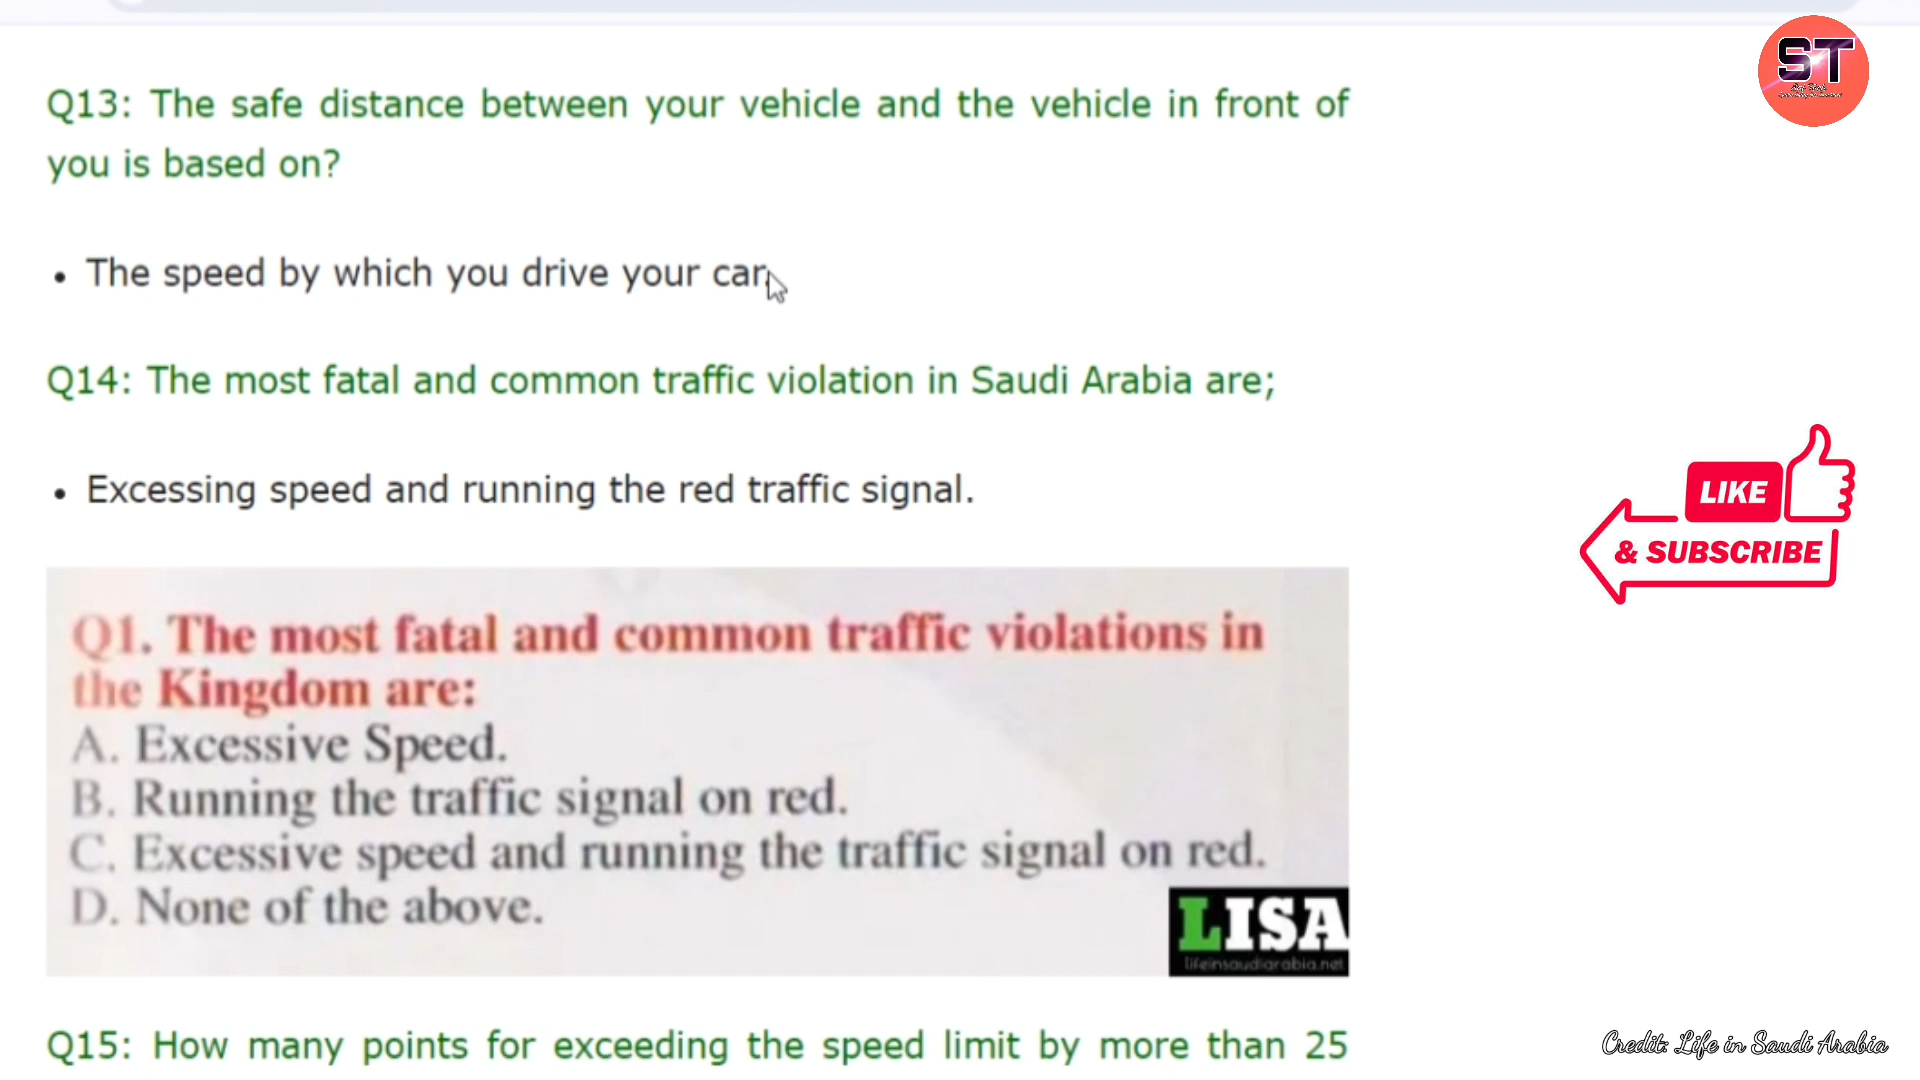 ST
Q13: The safe distance between your vehicle and the vehicle in front of
you is based on?
• The speed by which you drive your car.
Q14: The most fatal and common traffic violation in Saudi Arabia are;
• Excessing speed and running the red traffic signal.
LIKE
& SUBSCRIBE
Q1. The most fatal and common traffic violations in
the Kingdom are:
A. Excessive Speed.
B. Running the traffic signal on red.
C. Excessive speed and running the traffic signal on red.
D. None of the above.
LISA
lifeinsaudiarabia.net
Q15: How many points for exceeding the speed limit by more than 25
Credit: Life in Saudi Arabia